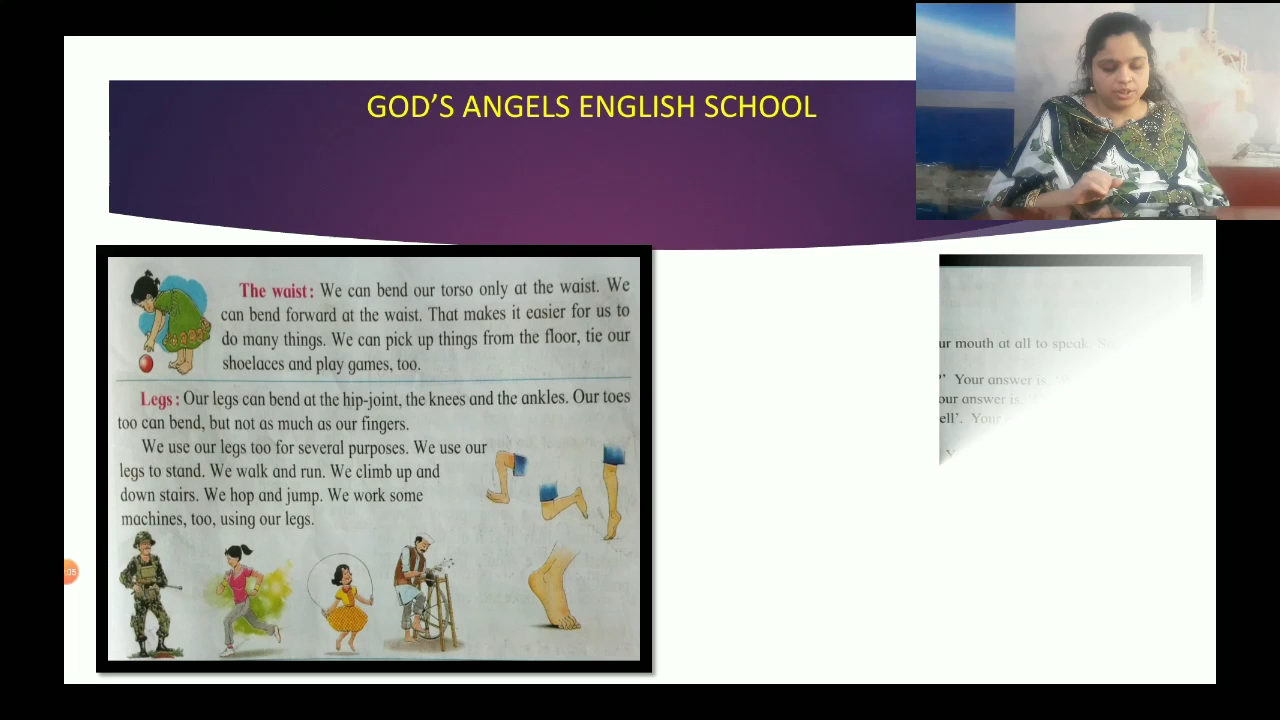 GOD'S ANGELS ENGLISH SCHOOL
The waist: We can bend our torso only at the waist. We
can bend forward at the waist. That makes it easier for us to
do many things. We can pick up things from the floor, tie our
shoelaces and play games, too.
Legs: Our legs can bend at the hip-joint, the knees and the ankles. Our toes
too can bend, but not as much as our fingers.
We use our legs too for several purposes. We use our
legs to stand. We walk and run. We climb up and
down stairs. We hop and jump. We work some
machines, too, using our legs.
mouth at all to speak.
Your answer is,
answer is,
:05